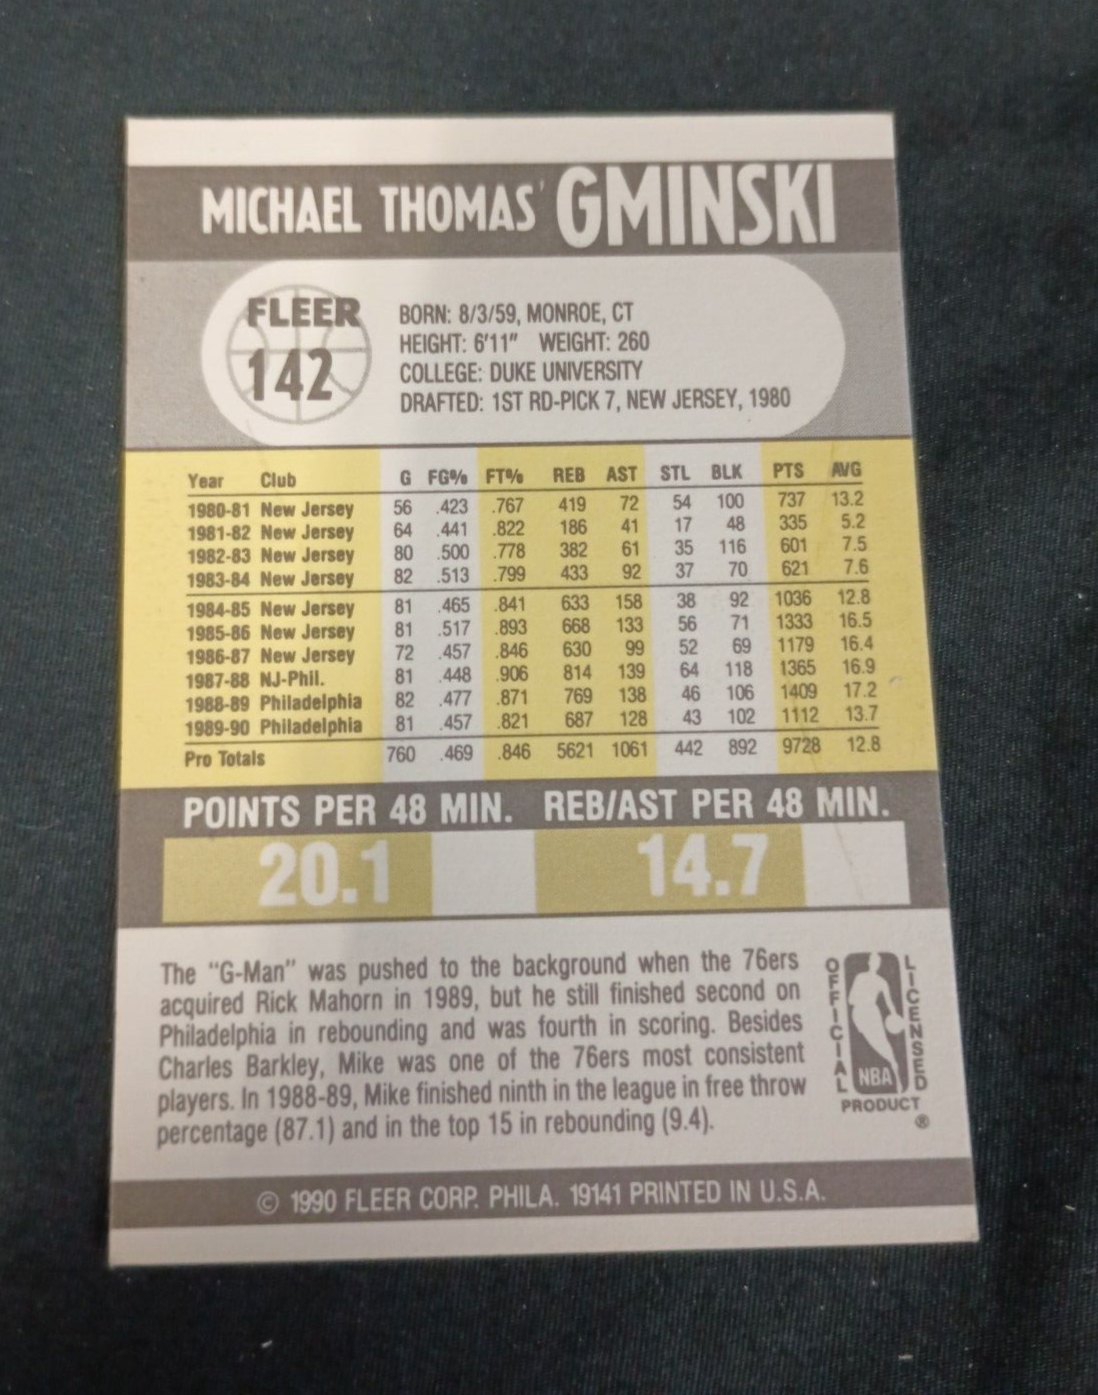 MICHAEL THOMAS' GMINSKI
FLEER
142
BORN: 8/3/59, MONROE, CT
HEIGHT: 6'11" WEIGHT: 260
COLLEGE: DUKE UNIVERSITY
DRAFTED: 1ST RD-PICK 7, NEW JERSEY, 1980
Year Club G FG% FT% REB AST STL BLK PTS AVG
1980-81 New Jersey 56 .423 .767 419 72 54 100 737 13.2
1981-82 New Jersey 64 .441 .822 186 41 17 48 335 5.2
1982-83 New Jersey 80 .500 .778 382 61 35 116 601 7.5
1983-84 New Jersey 82 .513 .799 433 92 37 70 621 7.6
1984-85 New Jersey 81 .465 .841 633 158 38 92 1036 12.8
1985-86 New Jersey 81 .517 .893 668 133 56 71 1333 16.5
1986-87 New Jersey 72 .457 .846 630 99 52 69 1179 16.4
1987-88 NJ-Phil. 81 .448 .906 814 139 64 118 1365 16.9
1988-89 Philadelphia 82 .477 .871 769 138 46 106 1409 17.2
1989-90 Philadelphia 81 .457 .821 687 128 43 102 1112 13.7
Pro Totals 760 .469 .846 5621 1061 442 892 9728 12.8
POINTS PER 48 MIN. REB/AST PER 48 MIN.
20.1 14.7
The "G-Man" was pushed to the background when the 76ers
acquired Rick Mahorn in 1989, but he still finished second on
Philadelphia in rebounding and was fourth in scoring. Besides
Charles Barkley, Mike was one of the 76ers most consistent
players. In 1988-89, Mike finished ninth in the league in free throw
percentage (87.1) and in the top 15 in rebounding (9.4).
OFFICIAL
LICENSED
NBA
PRODUCT
®
© 1990 FLEER CORP. PHILA. 19141 PRINTED IN U.S.A.